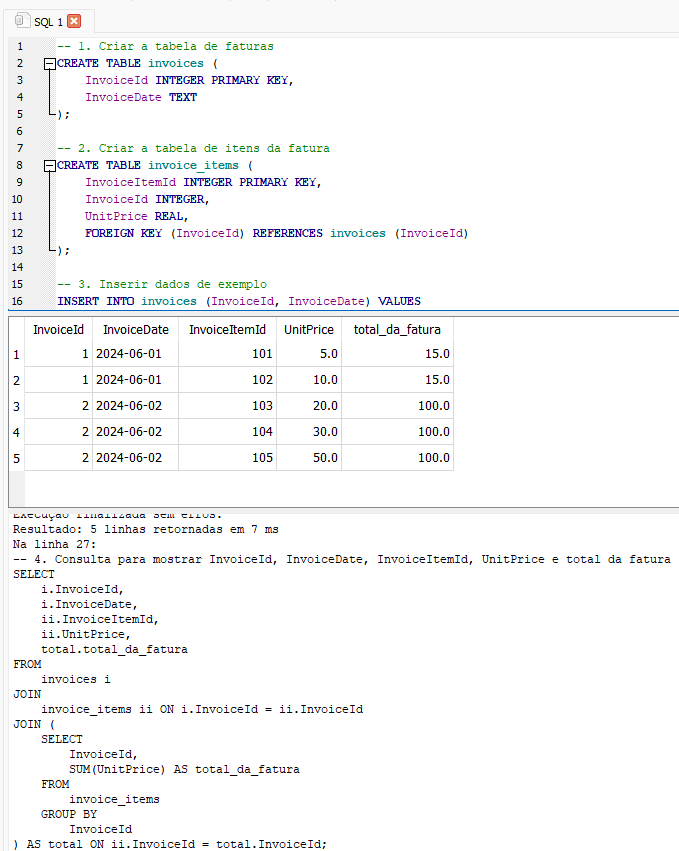 SQL 1
1 -- 1. Criar a tabela de faturas
2 CREATE TABLE invoices (
3 InvoiceId INTEGER PRIMARY KEY,
4 InvoiceDate TEXT
5 );
6
7 -- 2. Criar a tabela de itens da fatura
8 CREATE TABLE invoice_items (
9 InvoiceItemId INTEGER PRIMARY KEY,
10 InvoiceId INTEGER,
11 UnitPrice REAL,
12 FOREIGN KEY (InvoiceId) REFERENCES invoices (InvoiceId)
13 );
14
15 -- 3. Inserir dados de exemplo
16 INSERT INTO invoices (InvoiceId, InvoiceDate) VALUES
InvoiceId InvoiceDate InvoiceItemId UnitPrice total_da_fatura
1 1 2024-06-01 101 5.0 15.0
2 1 2024-06-01 102 10.0 15.0
3 2 2024-06-02 103 20.0 100.0
4 2 2024-06-02 104 30.0 100.0
5 2 2024-06-02 105 50.0 100.0
Execução finalizada sem erros.
Resultado: 5 linhas retornadas em 7 ms
Na linha 27:
-- 4. Consulta para mostrar InvoiceId, InvoiceDate, InvoiceItemId, UnitPrice e total da fatura
SELECT
i.InvoiceId,
i.InvoiceDate,
ii.InvoiceItemId,
ii.UnitPrice,
total.total_da_fatura
FROM
invoices i
JOIN
invoice_items ii ON i.InvoiceId = ii.InvoiceId
JOIN (
SELECT
InvoiceId,
SUM(UnitPrice) AS total_da_fatura
FROM
invoice_items
GROUP BY
InvoiceId
) AS total ON ii.InvoiceId = total.InvoiceId;